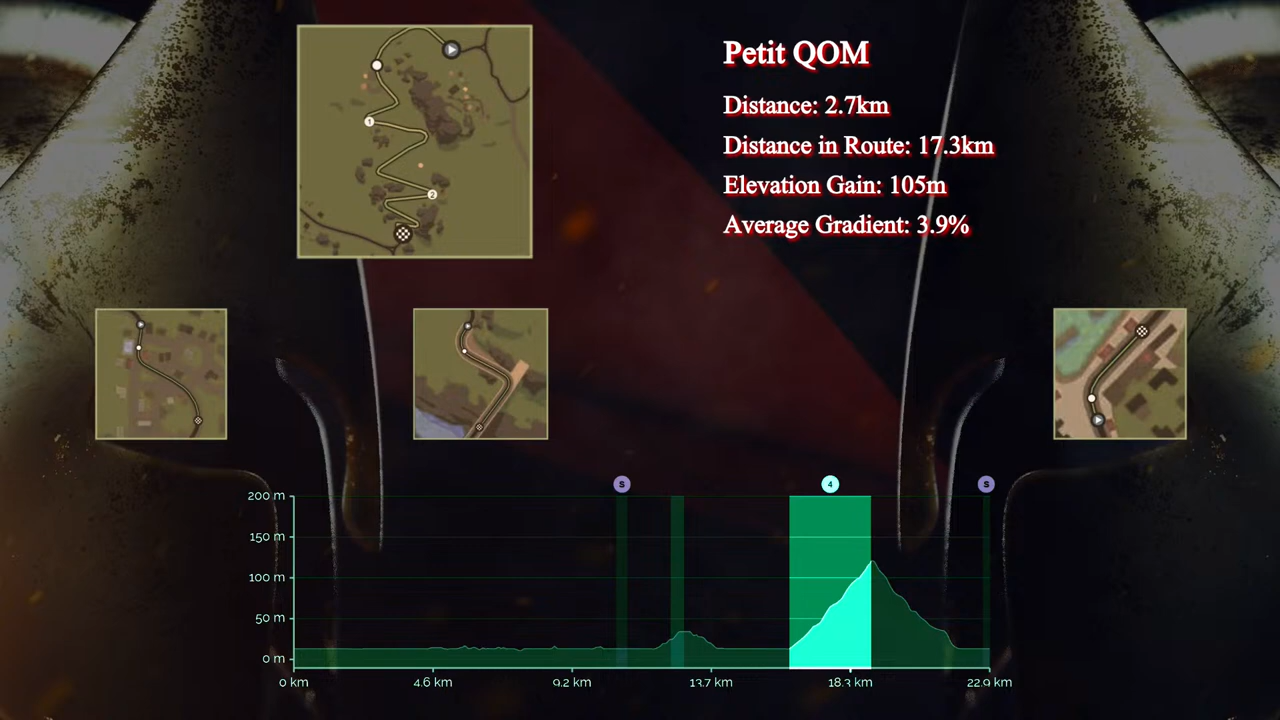 Petit QOM
Distance: 2.7km
Distance in Route: 17.3km
Elevation Gain: 105m
Average Gradient: 3.9%
1
2
S
4
S
200 m
150 m
100 m
50 m
0 m
0 km
4.6 km
9.2 km
13.7 km
18.3 km
22.9 km